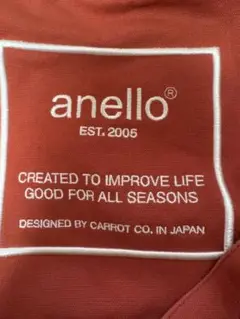 anello®
EST. 2005
CREATED TO IMPROVE LIFE
GOOD FOR ALL SEASONS
DESIGNED BY CARROT CO. IN JAPAN